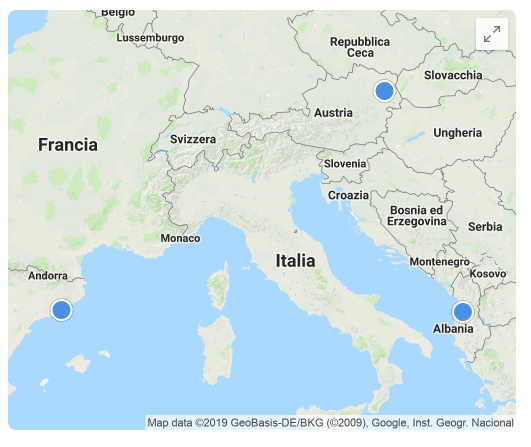 Belgio
Lussemburgo
Repubblica
Ceca
Slovacchia
Austria
Francia
Svizzera
Ungheria
Slovenia
Croazia
Bosnia ed
Erzegovina
Serbia
Monaco
Italia
Montenegro
Kosovo
Andorra
Albania
Map data ©2019 GeoBasis-DE/BKG (©2009), Google, Inst. Geogr. Nacional